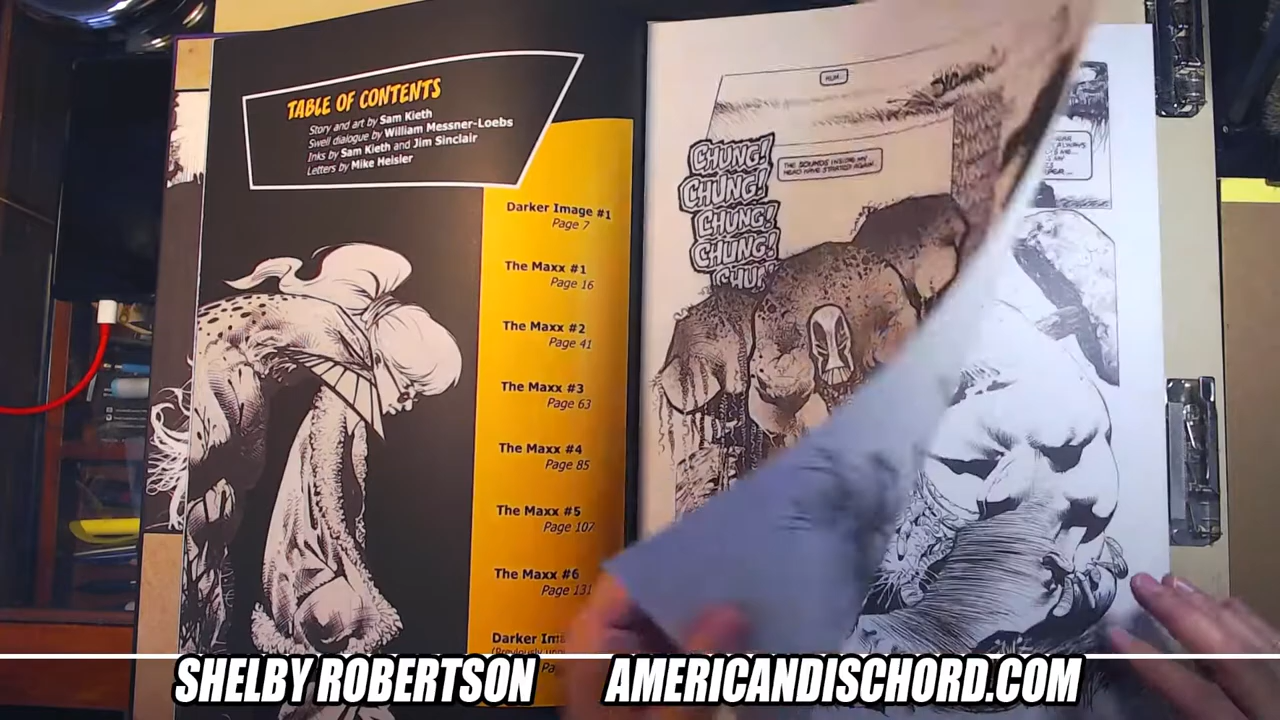 TABLE OF CONTENTS
Story and art by Sam Kieth
Swell dialogue by William Messner-Loebs
Inks by Sam Kieth and Jim Sinclair
Letters by Mike Heisler
Darker Image #1
Page 7
The Maxx #1
Page 16
The Maxx #2
Page 41
The Maxx #3
Page 63
The Maxx #4
Page 85
The Maxx #5
Page 107
The Maxx #6
Page 131
Darker
CHUNG!
CHUNG!
CHUNG!
CHUNG!
THE SOUNDS INSIDE MY
HEAD HAVE STRATED AGAIN.
SHELBY ROBERTSON
AMERICANDISCHORD.COM